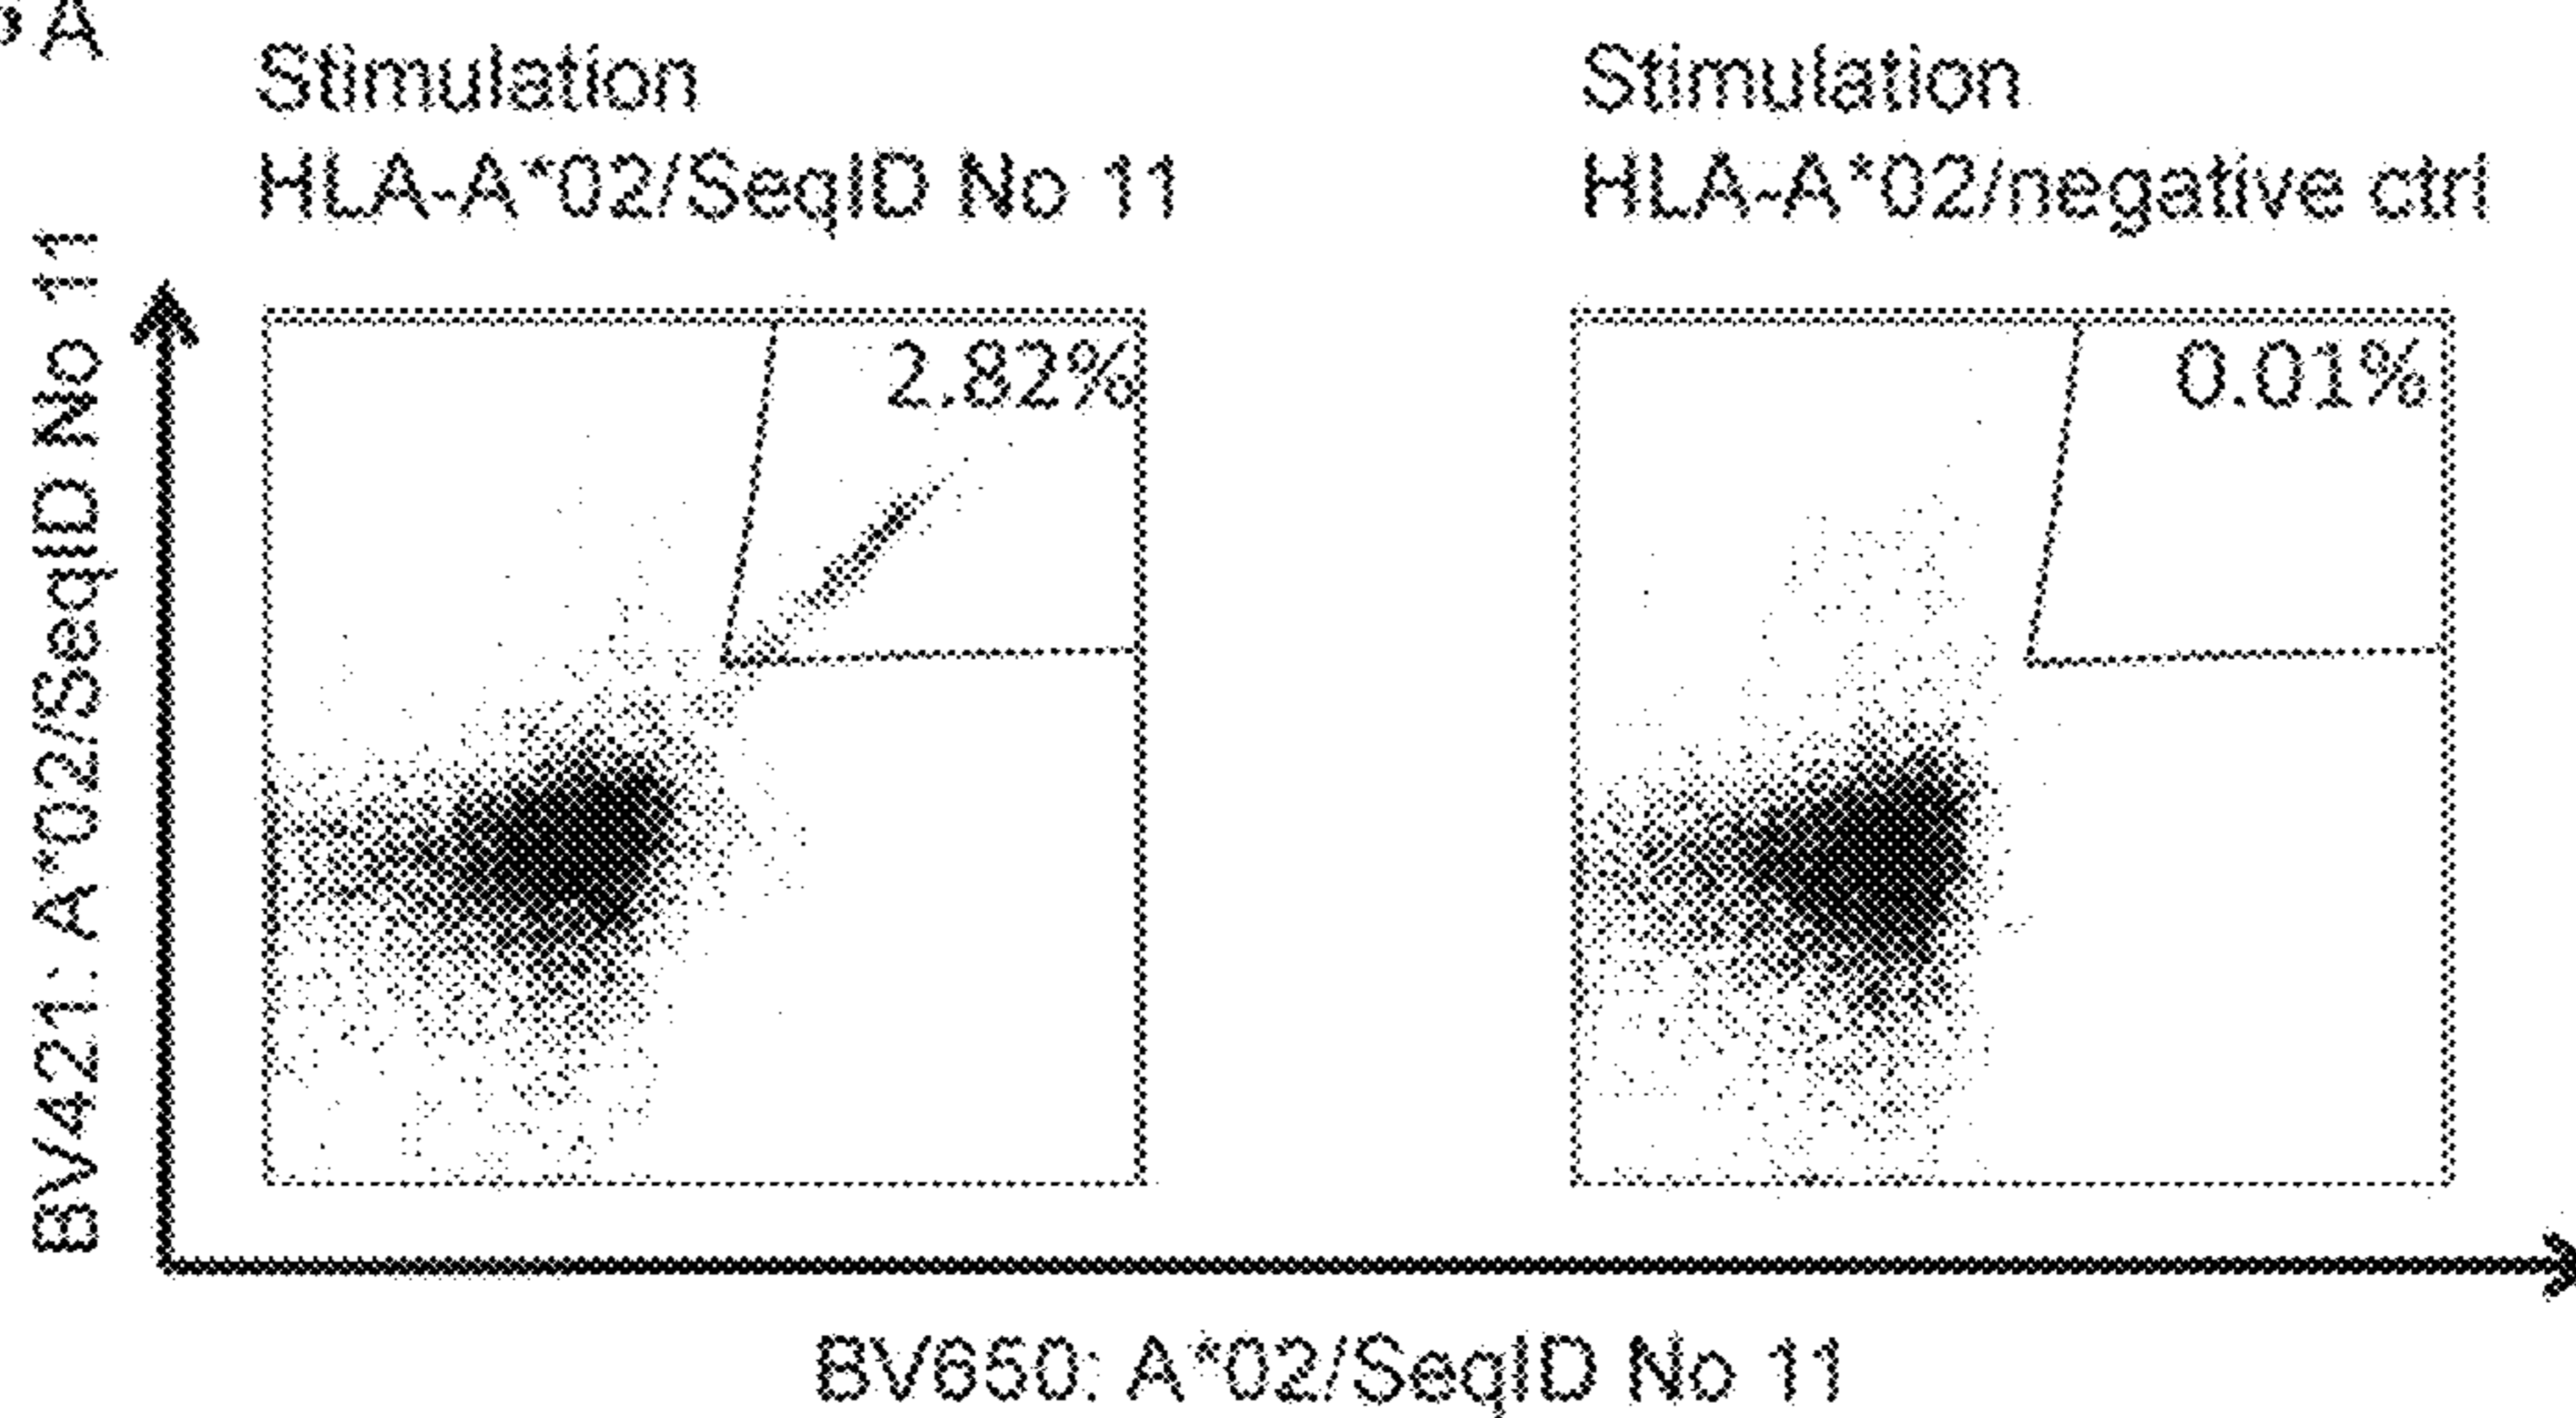 A
Stimulation
HLA-A*02/SeqID No 11
Stimulation
HLA-A*02/negative ctrl
BV421: A*02/SeqID No 11
2.82%
0.01%
BV650: A*02/SeqID No 11